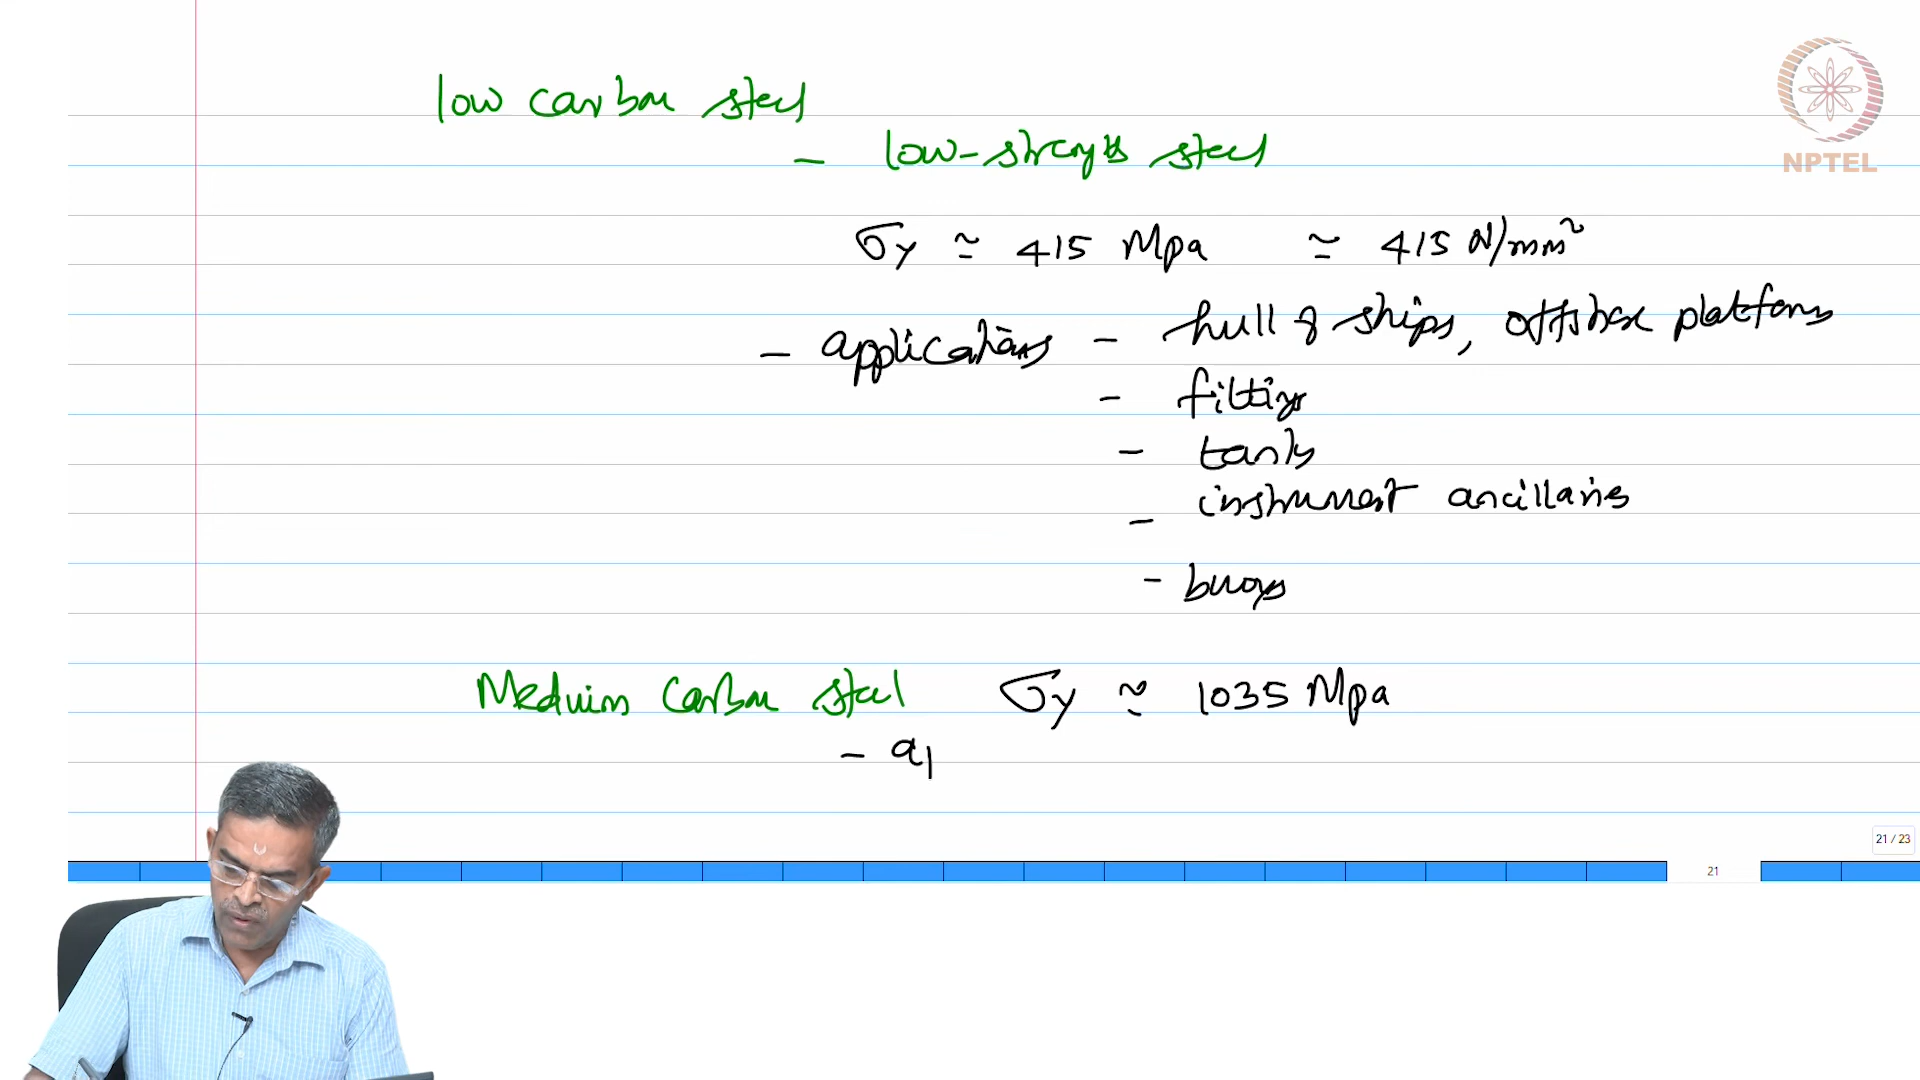 low carbon steel
- low-strength steel
σy ≃ 415 Mpa ≃ 415 N/mm²
- applications - hull of ships, offshore platforms
- fittings
- tanks
- instrument ancillaries
- buoys
Medium Carbon steel σy ≃ 1035 Mpa
- a1
21 / 23
21
NPTEL